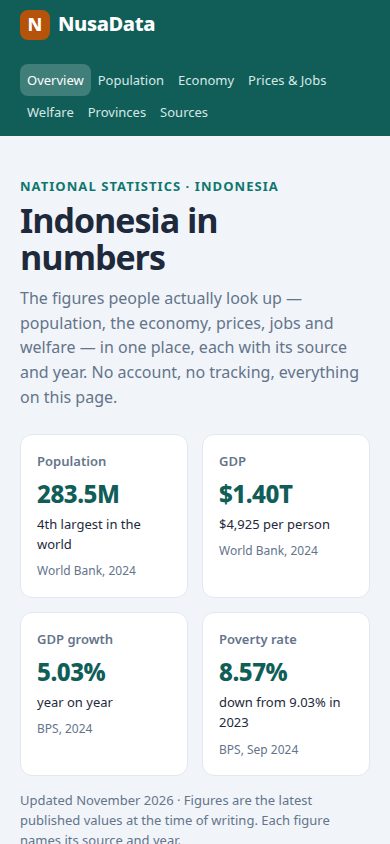 N NusaData
Overview Population Economy Prices & Jobs
Welfare Provinces Sources
NATIONAL STATISTICS · INDONESIA
Indonesia in
numbers
The figures people actually look up —
population, the economy, prices, jobs and
welfare — in one place, each with its source
and year. No account, no tracking, everything
on this page.
Population
283.5M
4th largest in the
world
World Bank, 2024
GDP
$1.40T
$4,925 per person
World Bank, 2024
GDP growth
5.03%
year on year
BPS, 2024
Poverty rate
8.57%
down from 9.03% in
2023
BPS, Sep 2024
Updated November 2026 · Figures are the latest
published values at the time of writing. Each figure
names its source and year.